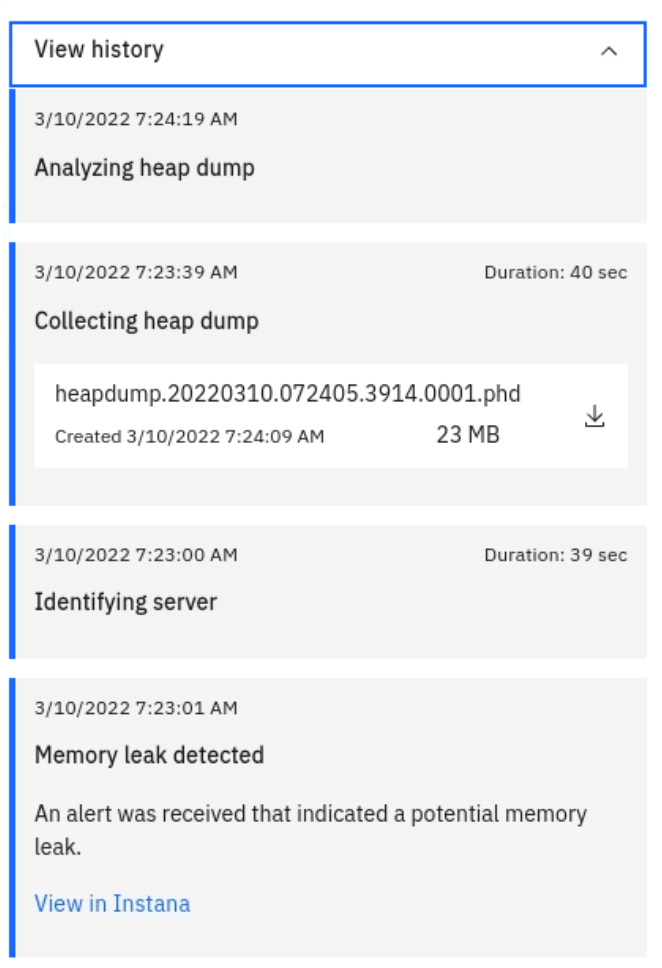 View history
3/10/2022 7:24:19 AM
Analyzing heap dump
3/10/2022 7:23:39 AM Duration: 40 sec
Collecting heap dump
heapdump.20220310.072405.3914.0001.phd
Created 3/10/2022 7:24:09 AM 23 MB
3/10/2022 7:23:00 AM Duration: 39 sec
Identifying server
3/10/2022 7:23:01 AM
Memory leak detected
An alert was received that indicated a potential memory
leak.
View in Instana